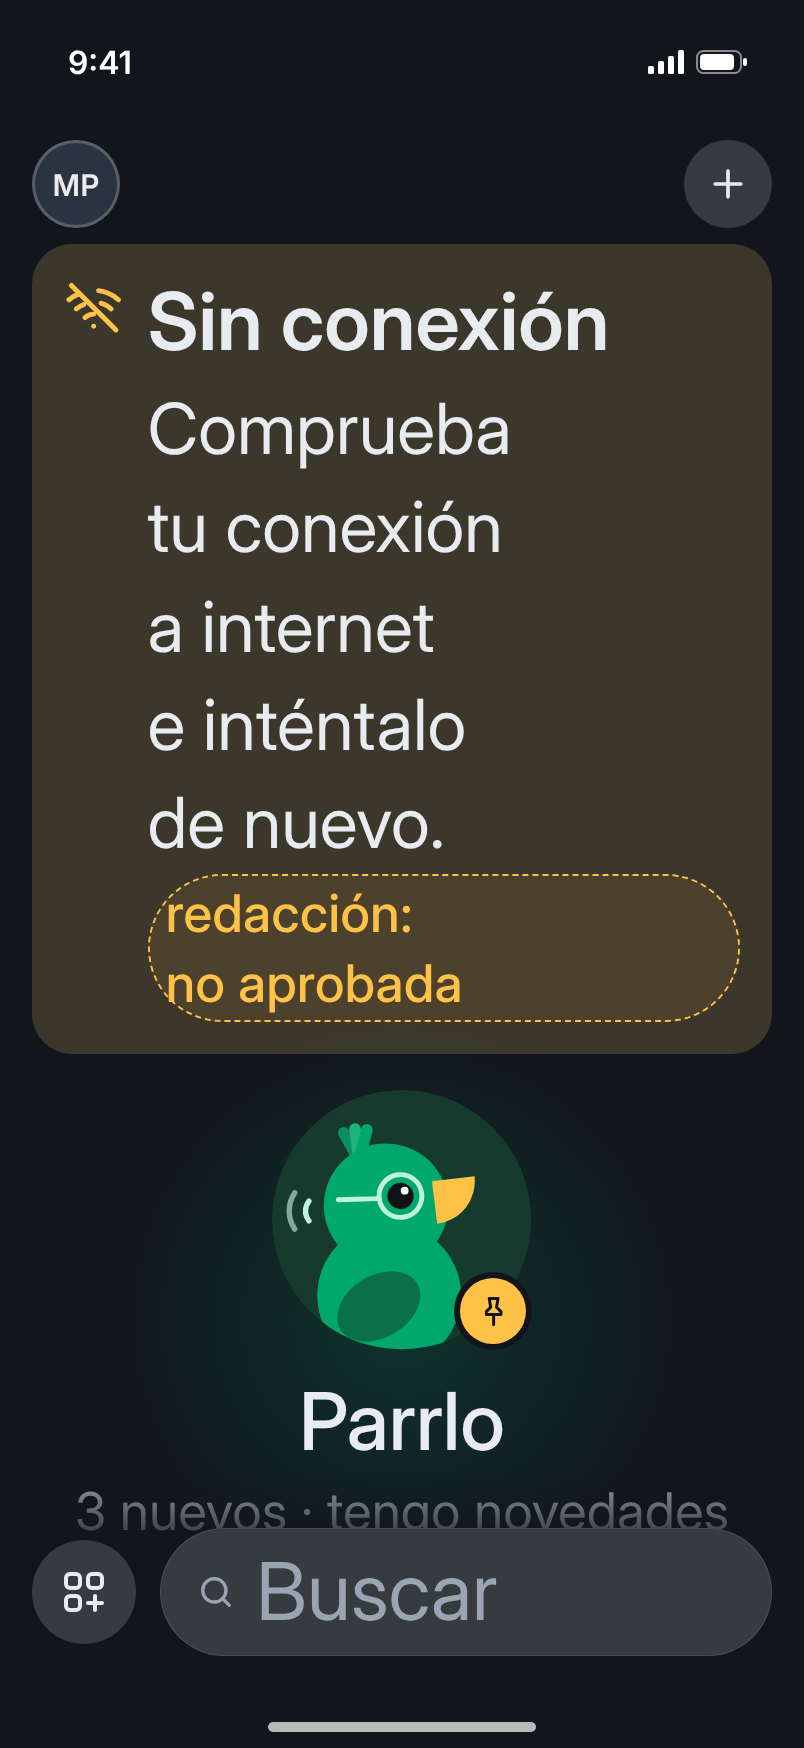 9:41
MP
Sin conexión
Comprueba
tu conexión
a internet
e inténtalo
de nuevo.
redacción:
no aprobada
Parrlo
3 nuevos · tengo novedades
Buscar